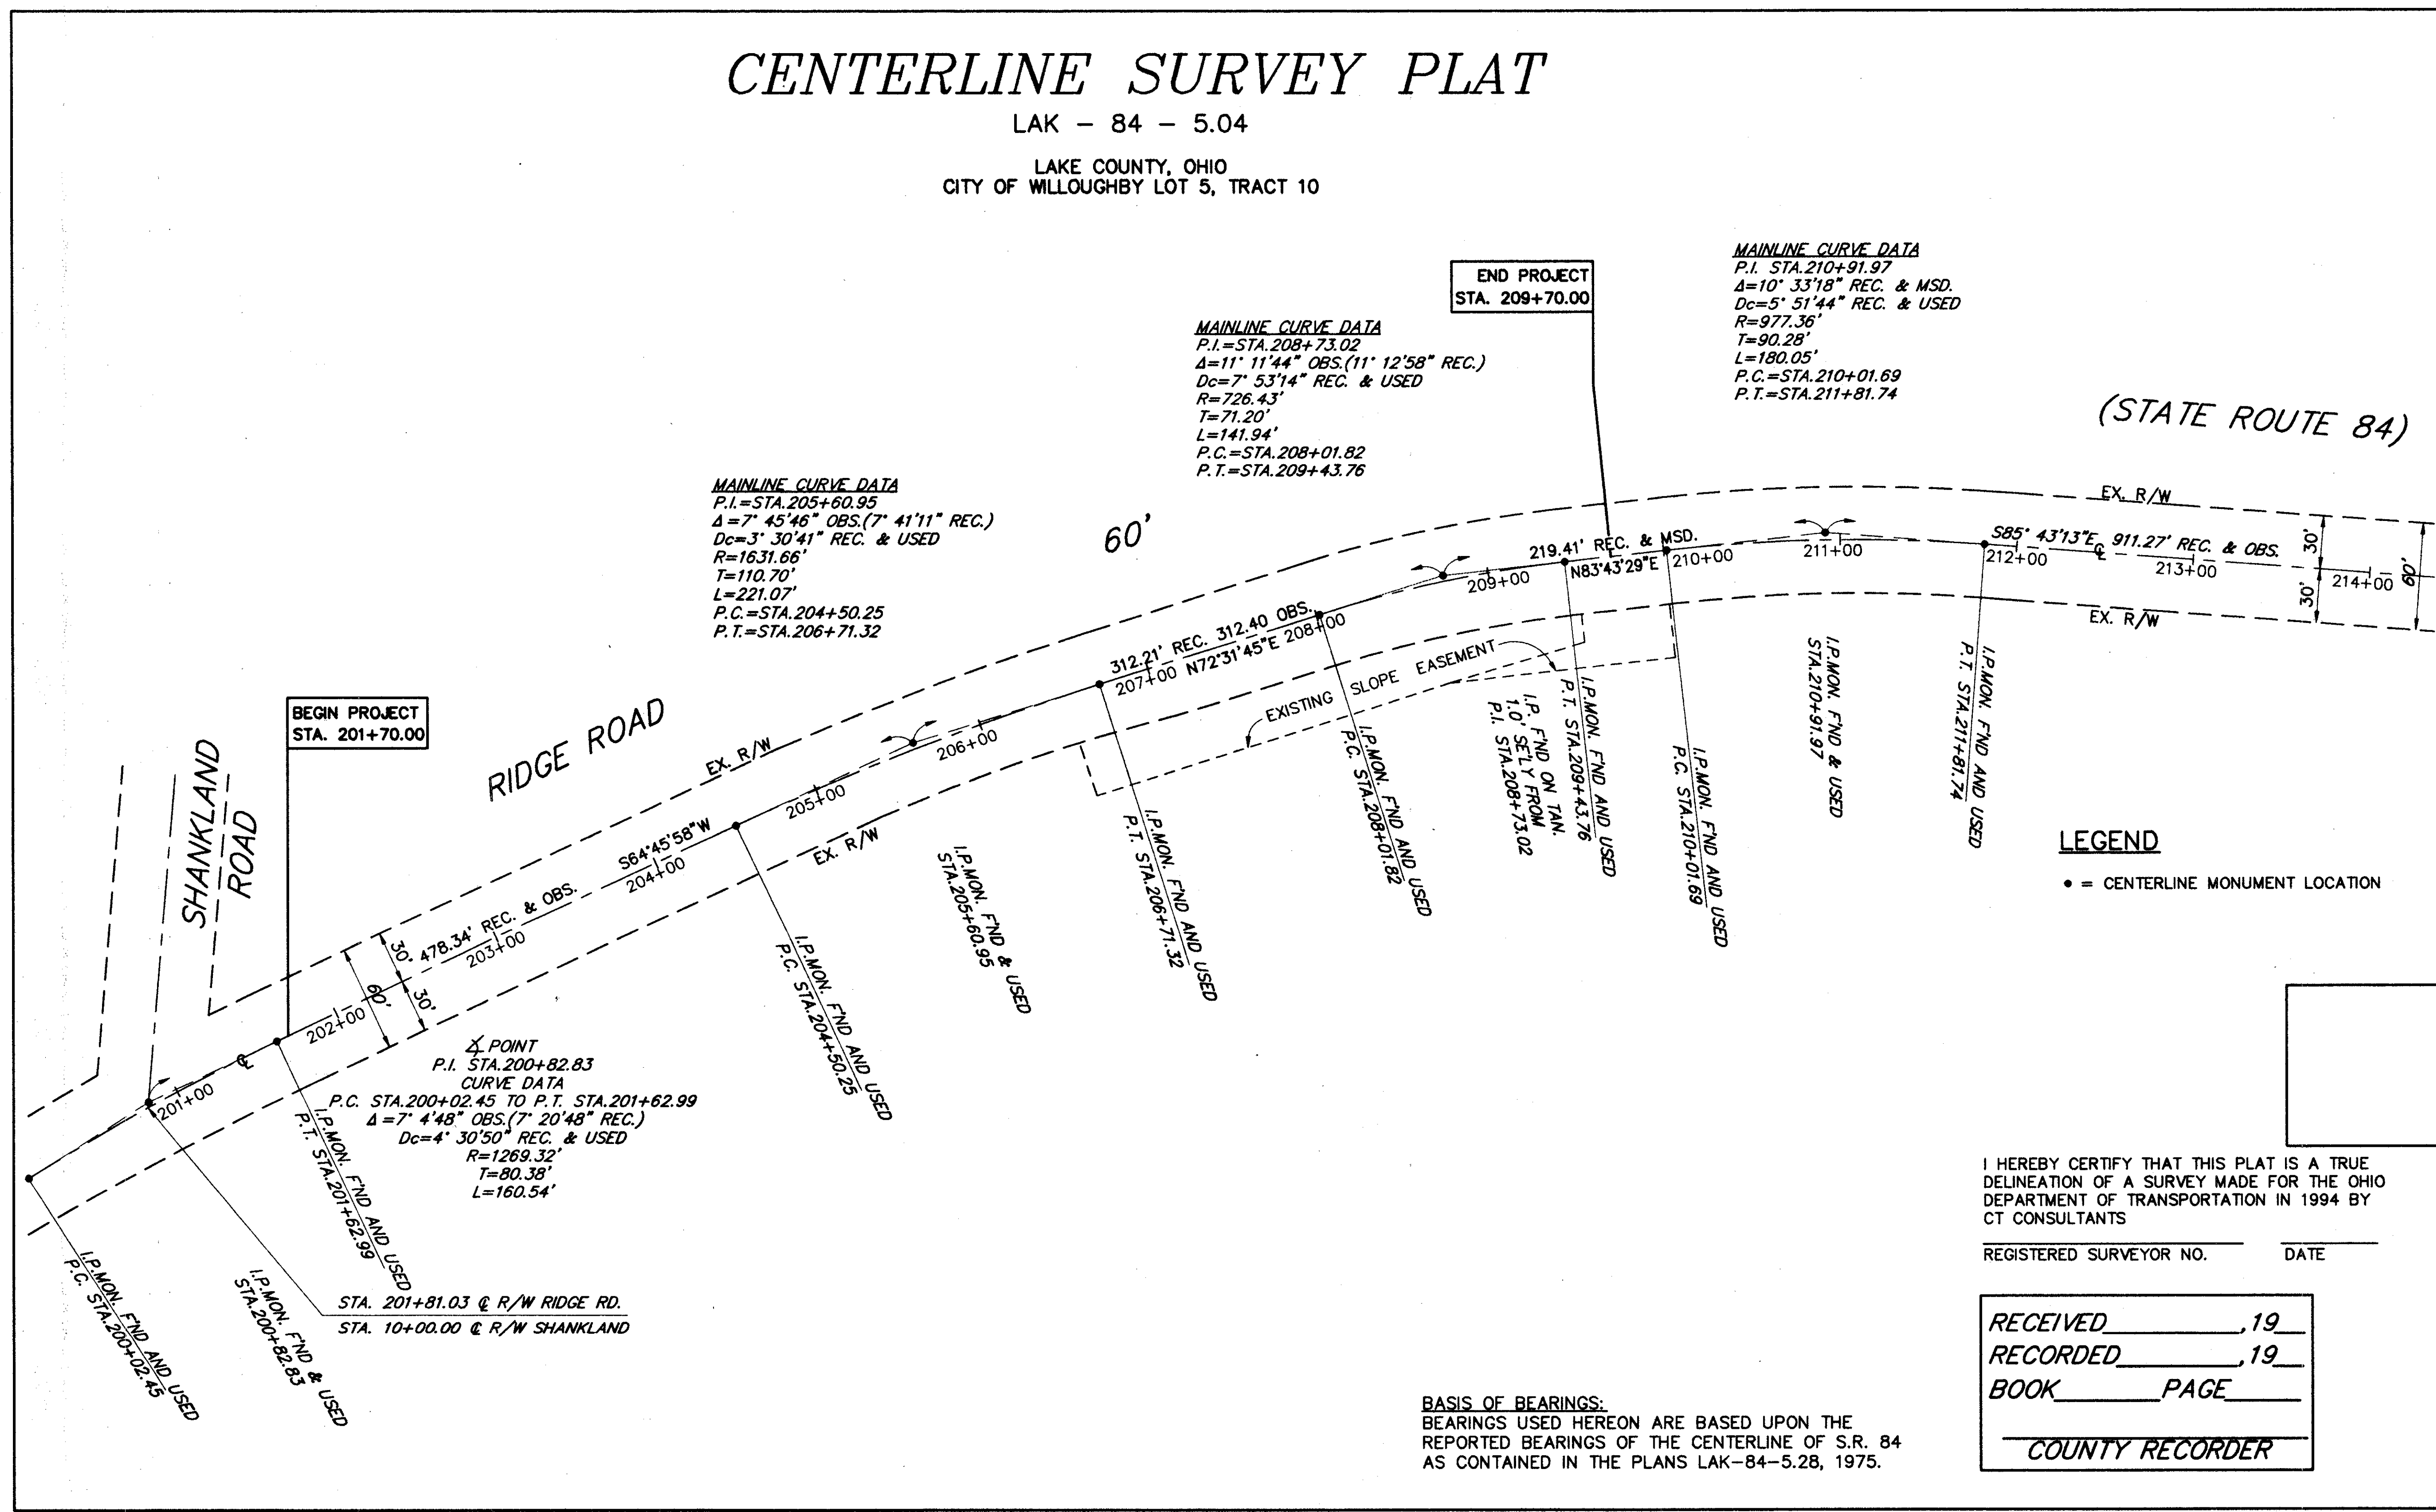 CENTERLINE SURVEY PLAT
LAK - 84 - 5.04
LAKE COUNTY, OHIO
CITY OF WILLOUGHBY LOT 5, TRACT 10
MAINLINE CURVE DATA
P.I. STA.210+91.97
Δ=10° 33'18" REC. & MSD.
Dc=5° 51'44" REC. & USED
R=977.36'
T=90.28'
L=180.05'
P.C.=STA.210+01.69
P.T.=STA.211+81.74
END PROJECT
STA. 209+70.00
MAINLINE CURVE DATA
P.I.=STA.208+73.02
Δ=11° 11'44" OBS.(11° 12'58" REC.)
Dc=7° 53'14" REC. & USED
R=726.43'
T=71.20'
L=141.94'
P.C.=STA.208+01.82
P.T.=STA.209+43.76
(STATE ROUTE 84)
MAINLINE CURVE DATA
P.I.=STA.205+60.95
Δ=7° 45'46" OBS.(7° 41'11" REC.)
Dc=3° 30'41" REC. & USED
R=1631.66'
T=110.70'
L=221.07'
P.C.=STA.204+50.25
P.T.=STA.206+71.32
60'
EX. R/W
S85° 43'13"E 911.27' REC. & OBS.
℄
30'
30'
60'
212+00
213+00
214+00
EX. R/W
219.41' REC. & MSD.
N83°43'29"E
209+00
210+00
211+00
312.21' REC. 312.40 OBS.
N72°31'45"E
207+00
208+00
EXISTING SLOPE EASEMENT
BEGIN PROJECT
STA. 201+70.00
SHANKLAND
ROAD
RIDGE ROAD
EX. R/W
EX. R/W
206+00
205+00
S64°45'58"W
204+00
478.34' REC. & OBS.
203+00
30'
30'
60'
202+00
℄
201+00
I.P.MON. F'ND AND USED
P.T. STA.211+81.74
I.P.MON. F'ND & USED
STA.210+91.97
I.P.MON. F'ND AND USED
P.C. STA.210+01.69
I.P.MON. F'ND AND USED
P.T. STA.209+43.76
I.P. F'ND ON TAN.
1.0' SE'LY FROM
P.I. STA.208+73.02
I.P.MON. F'ND AND USED
P.C. STA.208+01.82
I.P.MON. F'ND AND USED
P.T. STA.206+71.32
I.P.MON. F'ND & USED
STA.205+60.95
I.P.MON. F'ND AND USED
P.C. STA.204+50.25
LEGEND
● = CENTERLINE MONUMENT LOCATION
∡ POINT
P.I. STA.200+82.83
CURVE DATA
P.C. STA.200+02.45 TO P.T. STA.201+62.99
Δ=7° 4'48" OBS.(7° 20'48" REC.)
Dc=4° 30'50" REC. & USED
R=1269.32'
T=80.38'
L=160.54'
I.P.MON. F'ND AND USED
P.T. STA.201+62.99
I.P.MON. F'ND & USED
STA.200+82.83
I.P.MON. F'ND AND USED
P.C. STA.200+02.45
STA. 201+81.03 ℄ R/W RIDGE RD.
STA. 10+00.00 ℄ R/W SHANKLAND
I HEREBY CERTIFY THAT THIS PLAT IS A TRUE
DELINEATION OF A SURVEY MADE FOR THE OHIO
DEPARTMENT OF TRANSPORTATION IN 1994 BY
CT CONSULTANTS
REGISTERED SURVEYOR NO. DATE
RECEIVED__________,19__
RECORDED__________,19__
BOOK________PAGE______
COUNTY RECORDER
BASIS OF BEARINGS:
BEARINGS USED HEREON ARE BASED UPON THE
REPORTED BEARINGS OF THE CENTERLINE OF S.R. 84
AS CONTAINED IN THE PLANS LAK-84-5.28, 1975.